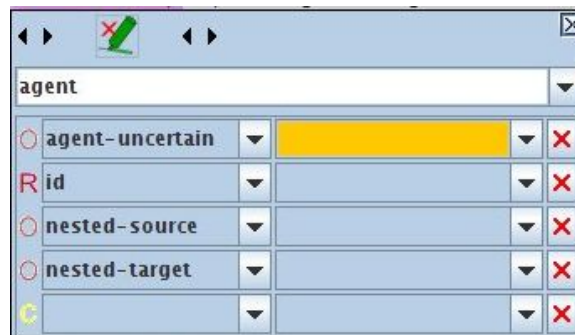 agent
O agent-uncertain
R id
O nested-source
O nested-target
C